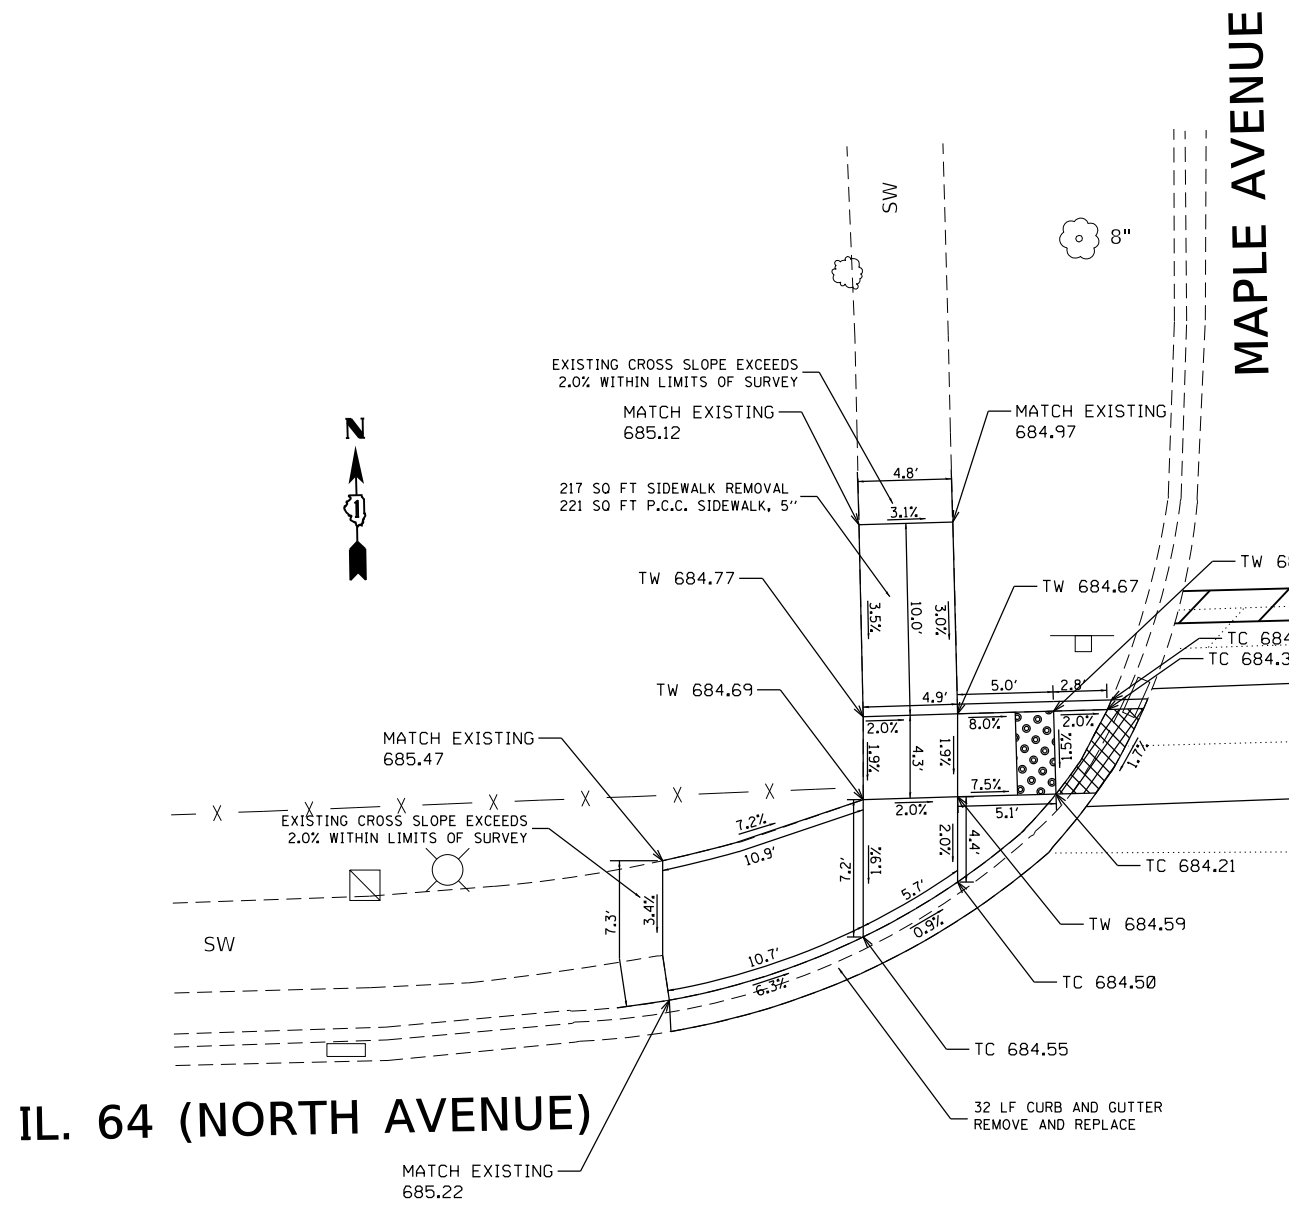 MAPLE AVENUE
SW
8"
EXISTING CROSS SLOPE EXCEEDS
2.0% WITHIN LIMITS OF SURVEY
MATCH EXISTING
685.12
MATCH EXISTING
684.97
N
1
4.8'
217 SQ FT SIDEWALK REMOVAL
221 SQ FT P.C.C. SIDEWALK, 5''
3.1%
TW 684.77
TW 684.67
TW 68
3.5%
10.0'
3.0%
TC 684
TC 684.3
TW 684.69
5.0'
2.8'
4.9'
2.0%
8.0%
2.0%
MATCH EXISTING
685.47
1.9%
4.3'
1.9%
1.5%
1.7%
7.5%
X X X X X X X
2.0%
5.1'
EXISTING CROSS SLOPE EXCEEDS
2.0% WITHIN LIMITS OF SURVEY
7.2%
10.9'
7.2'
1.9%
2.0%
4.4'
TC 684.21
5.7'
7.3'
3.4%
0.9%
TW 684.59
SW
10.7'
6.3%
TC 684.50
TC 684.55
32 LF CURB AND GUTTER
REMOVE AND REPLACE
IL. 64 (NORTH AVENUE)
MATCH EXISTING
685.22